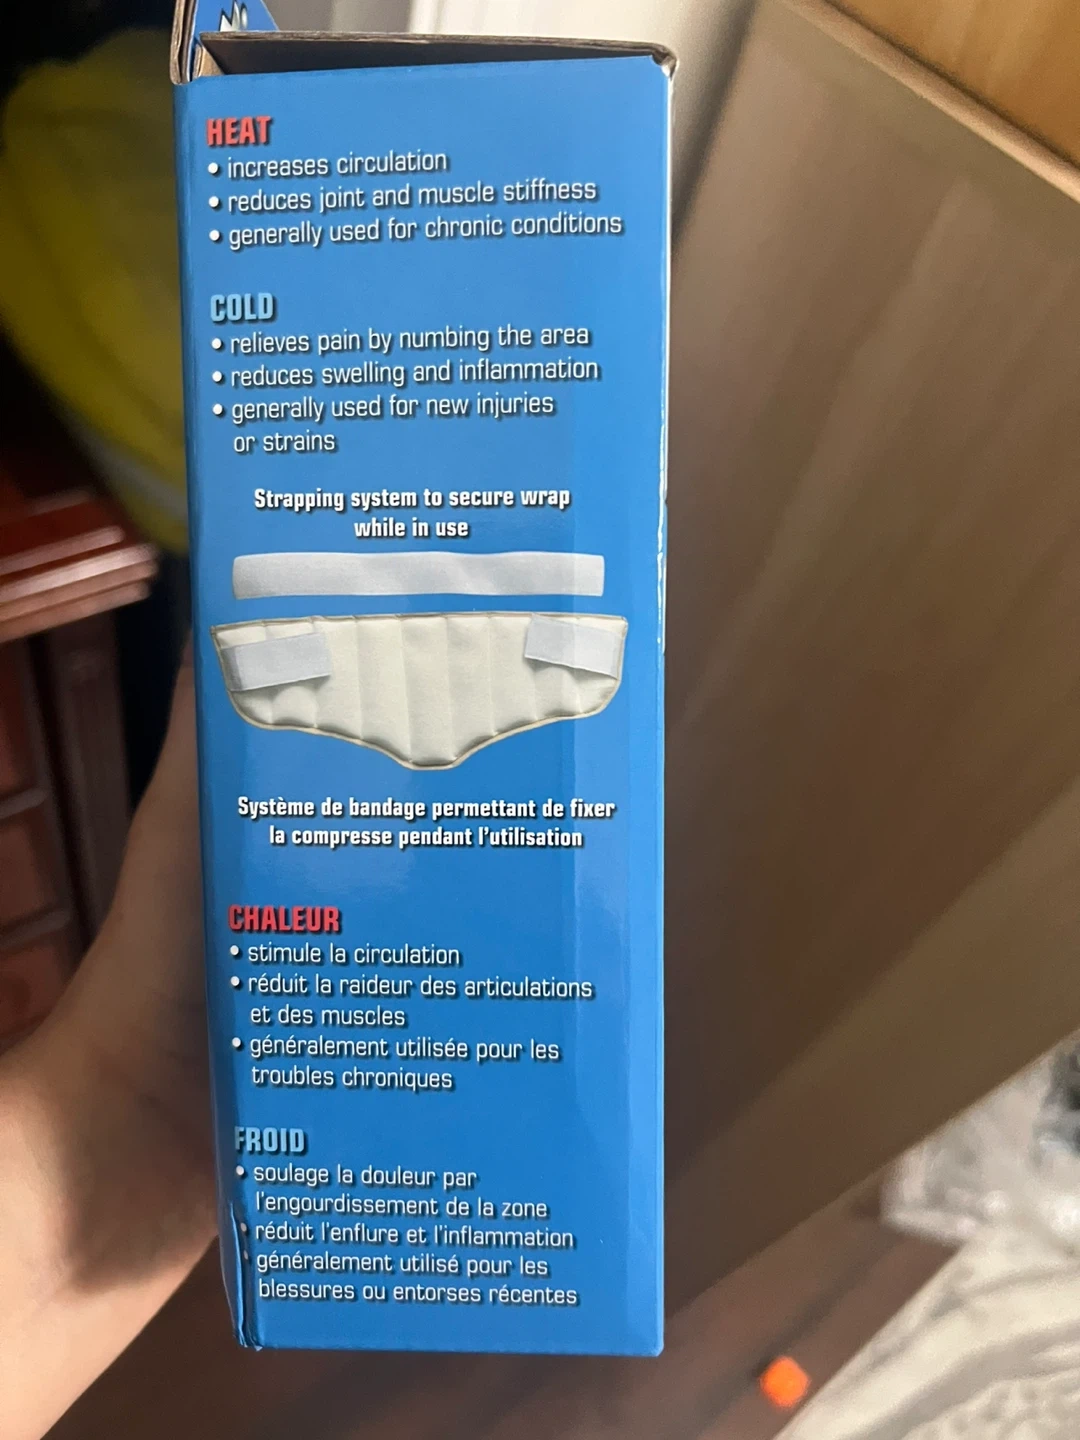 HEAT
• increases circulation
• reduces joint and muscle stiffness
• generally used for chronic conditions
COLD
• relieves pain by numbing the area
• reduces swelling and inflammation
• generally used for new injuries
or strains
Strapping system to secure wrap
while in use
Système de bandage permettant de fixer
la compresse pendant l'utilisation
CHALEUR
• stimule la circulation
• réduit la raideur des articulations
et des muscles
• généralement utilisée pour les
troubles chroniques
FROID
• soulage la douleur par
l'engourdissement de la zone
• réduit l'enflure et l'inflammation
• généralement utilisé pour les
blessures ou entorses récentes